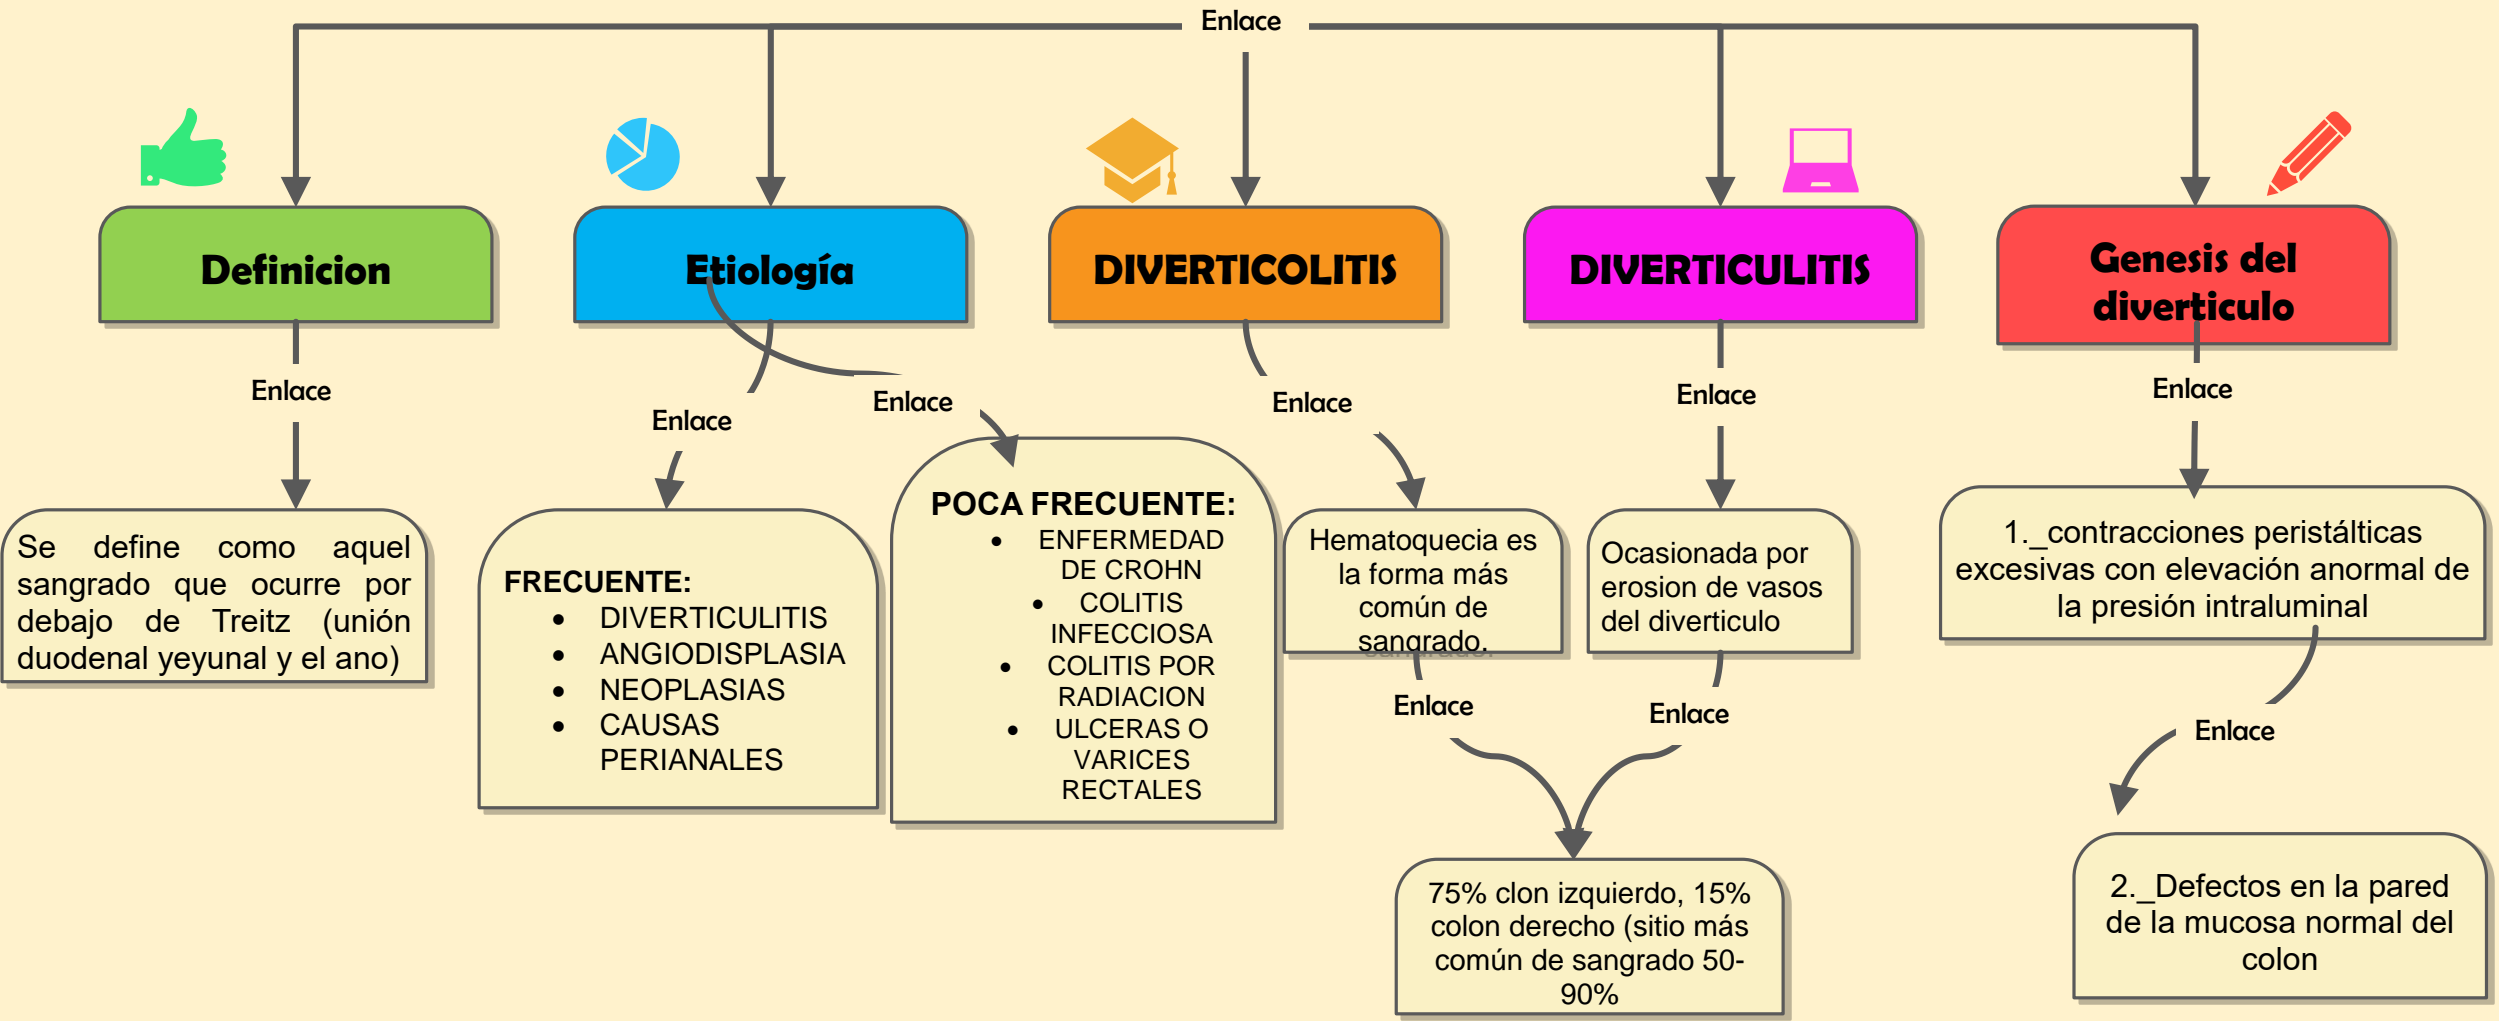 Enlace
Definicion
Etiología
DIVERTICOLITIS
DIVERTICULITIS
Genesis del
diverticulo
Enlace
Enlace
Enlace
Enlace
Enlace
Enlace
Se define como aquel
sangrado que ocurre por
debajo de Treitz (unión
duodenal yeyunal y el ano)
FRECUENTE:
• DIVERTICULITIS
• ANGIODISPLASIA
• NEOPLASIAS
• CAUSAS
PERIANALES
POCA FRECUENTE:
• ENFERMEDAD
DE CROHN
• COLITIS
INFECCIOSA
• COLITIS POR
RADIACION
• ULCERAS O
VARICES
RECTALES
Hematoquecia es
la forma más
común de
sangrado.
Ocasionada por
erosion de vasos
del diverticulo
1._contracciones peristálticas
excesivas con elevación anormal de
la presión intraluminal
Enlace
Enlace
Enlace
75% clon izquierdo, 15%
colon derecho (sitio más
común de sangrado 50-
90%
2._Defectos en la pared
de la mucosa normal del
colon